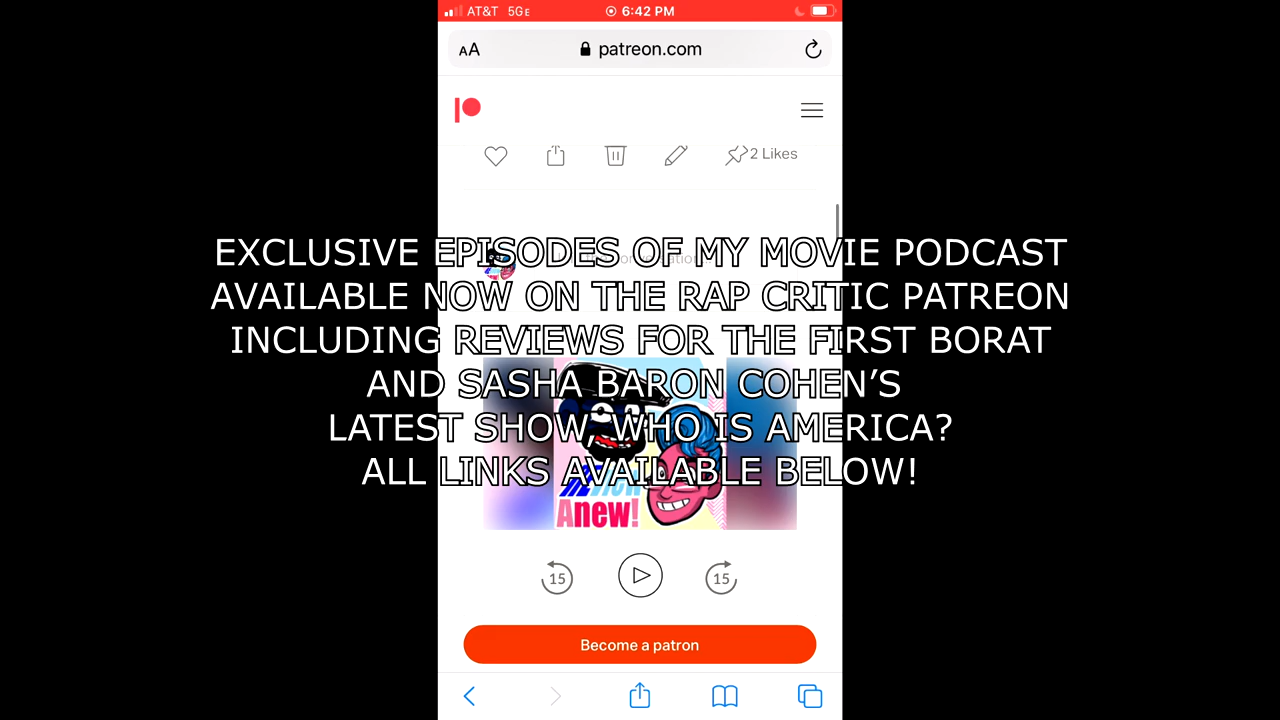 AT&T 5GE 6:42 PM
AA patreon.com
2 Likes
EXCLUSIVE EPISODES OF MY MOVIE PODCAST
AVAILABLE NOW ON THE RAP CRITIC PATREON
INCLUDING REVIEWS FOR THE FIRST BORAT
AND SASHA BARON COHEN’S
LATEST SHOW, WHO IS AMERICA?
ALL LINKS AVAILABLE BELOW!
Anew!
15 15
Become a patron